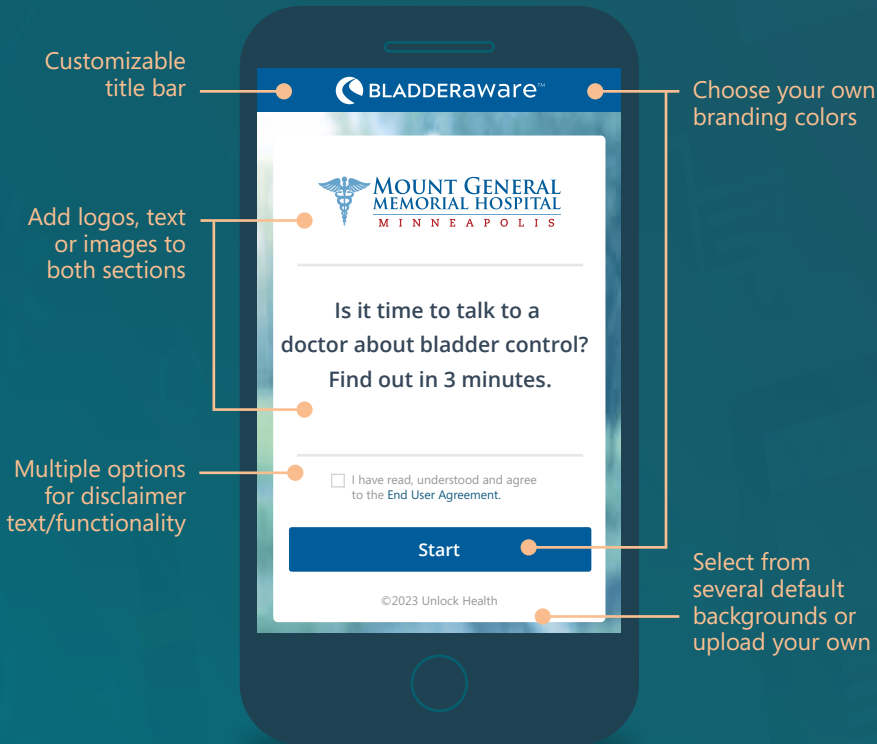 Customizable
title bar
BLADDERaware™
Choose your own
branding colors
Add logos, text
or images to
both sections
MOUNT GENERAL
MEMORIAL HOSPITAL
MINNEAPOLIS
Is it time to talk to a
doctor about bladder control?
Find out in 3 minutes.
Multiple options
for disclaimer
text/functionality
I have read, understood and agree
to the End User Agreement.
Start
©2023 Unlock Health
Select from
several default
backgrounds or
upload your own